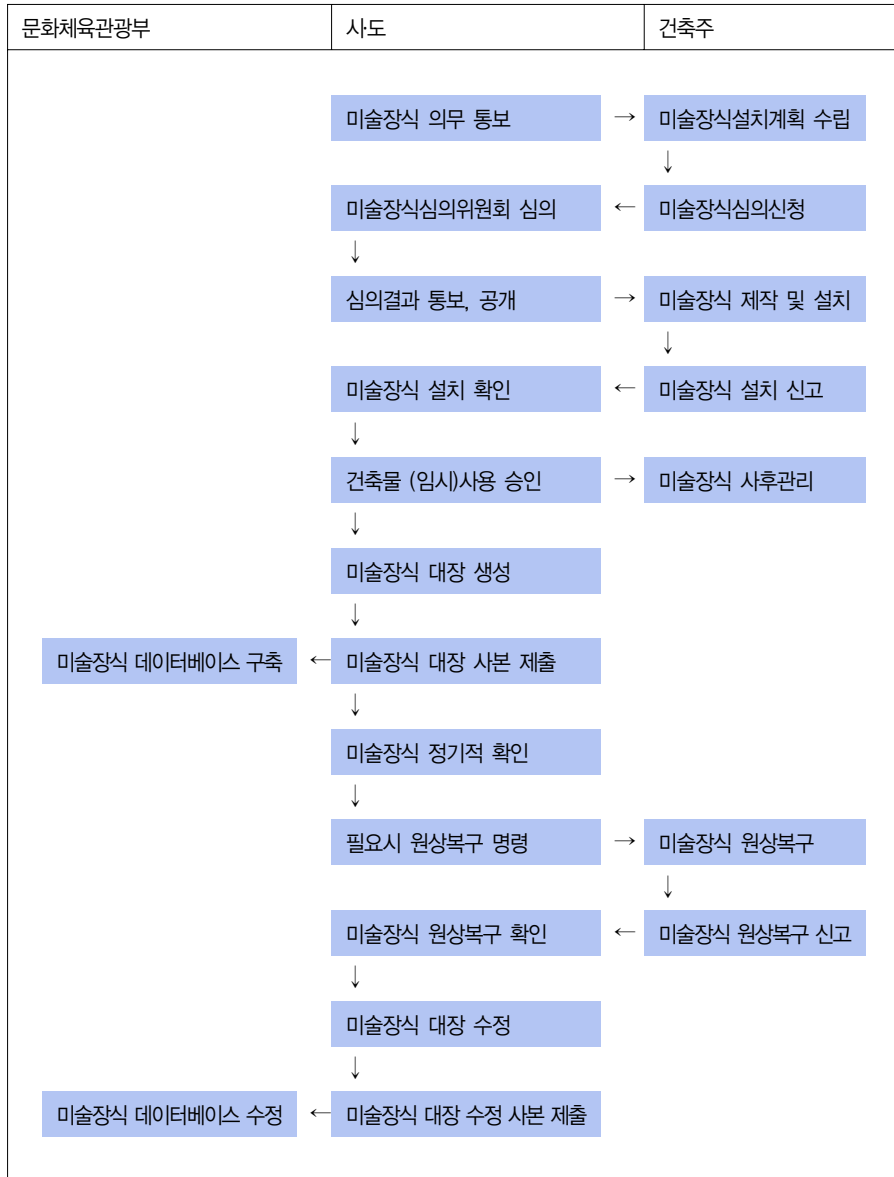 문화체육관광부 시·도 건축주
미술장식 의무 통보 → 미술장식설치계획 수립
↓
미술장식심의위원회 심의 ← 미술장식심의신청
↓
심의결과 통보, 공개 → 미술장식 제작 및 설치
↓
미술장식 설치 확인 ← 미술장식 설치 신고
↓
건축물 (임시)사용 승인 → 미술장식 사후관리
↓
미술장식 대장 생성
↓
미술장식 데이터베이스 구축 ← 미술장식 대장 사본 제출
↓
미술장식 정기적 확인
↓
필요시 원상복구 명령 → 미술장식 원상복구
↓
미술장식 원상복구 확인 ← 미술장식 원상복구 신고
↓
미술장식 대장 수정
↓
미술장식 데이터베이스 수정 ← 미술장식 대장 수정 사본 제출